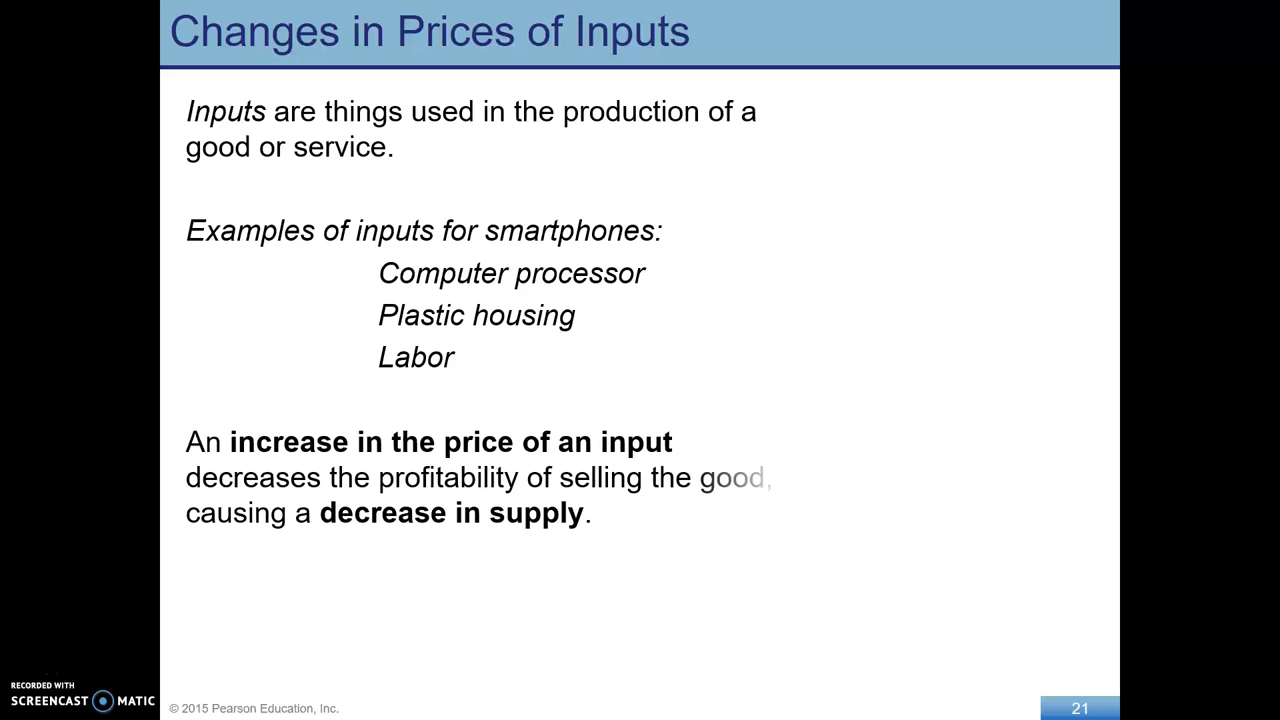 Changes in Prices of Inputs
Inputs are things used in the production of a
good or service.
Examples of inputs for smartphones:
Computer processor
Plastic housing
Labor
An increase in the price of an input
decreases the profitability of selling the good,
causing a decrease in supply.
RECORDED WITH
SCREENCAST MATIC
© 2015 Pearson Education, Inc.
21